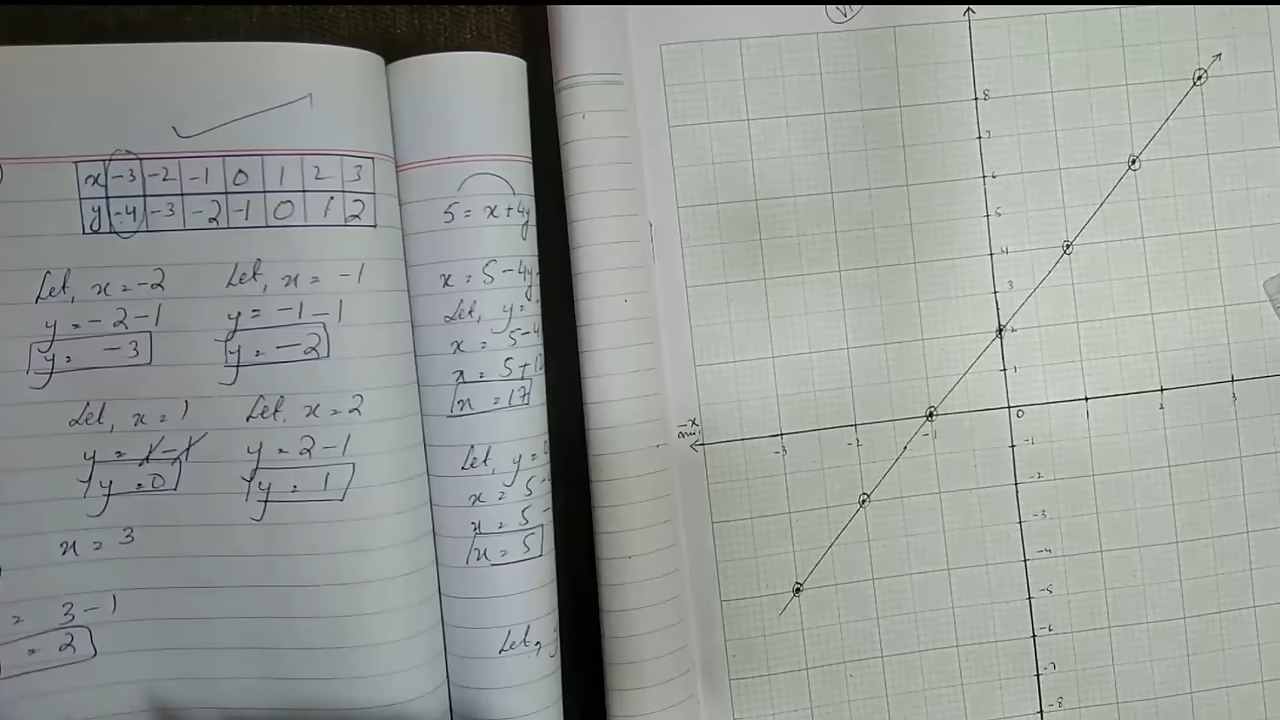 x -3 -2 -1 0 1 2 3
y -4 -3 -2 -1 0 1 2
Let, x = -2
y = -2-1
y = -3
Let, x = -1
y = -1-1
y = -2
Let, x = 1
y = 1-1
y = 0
Let, x = 2
y = 2-1
y = 1
x = 3
= 3-1
= 2
5 = x+4y
x = 5-4y
Let, y =
x = 5-4
x = 5+12
x = 17
Let, y =
x = 5
x = 5 -
x = 5
Let,
8
7
6
5
4
3
2
1
-x
-3 -2 -1 0 2 3
-1
-2
-3
-4
-5
-6
-7
-8